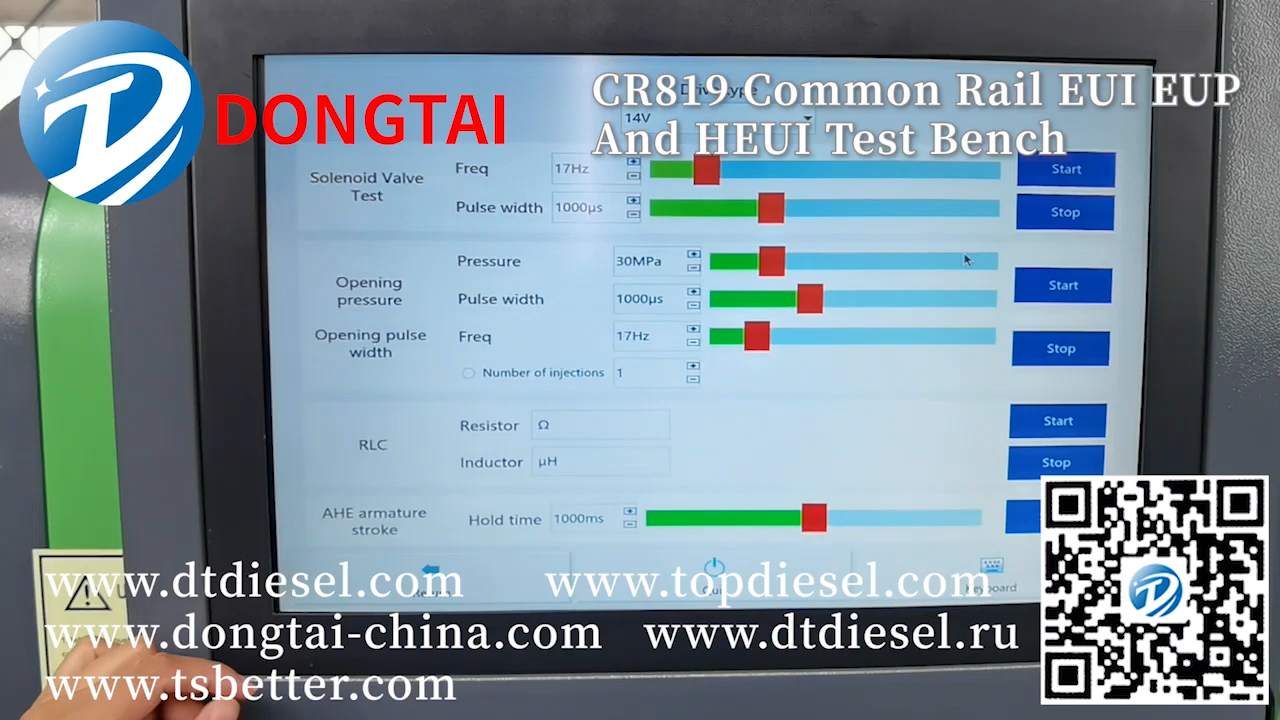 DONGTAI
CR819 Common Rail EUI EUP
And HEUI Test Bench
14V
Solenoid Valve
Test
Freq
17Hz
Start
Pulse width
1000µs
Stop
Opening
pressure
Pressure
30MPa
Pulse width
1000µs
Start
Opening pulse
width
Freq
17Hz
Stop
Number of injections
1
RLC
Resistor
Ω
Start
Inductor
µH
Stop
AHE armature
stroke
Hold time
1000ms
www.dtdiesel.com
www.topdiesel.com
www.dongtai-china.com
www.dtdiesel.ru
www.tsbetter.com